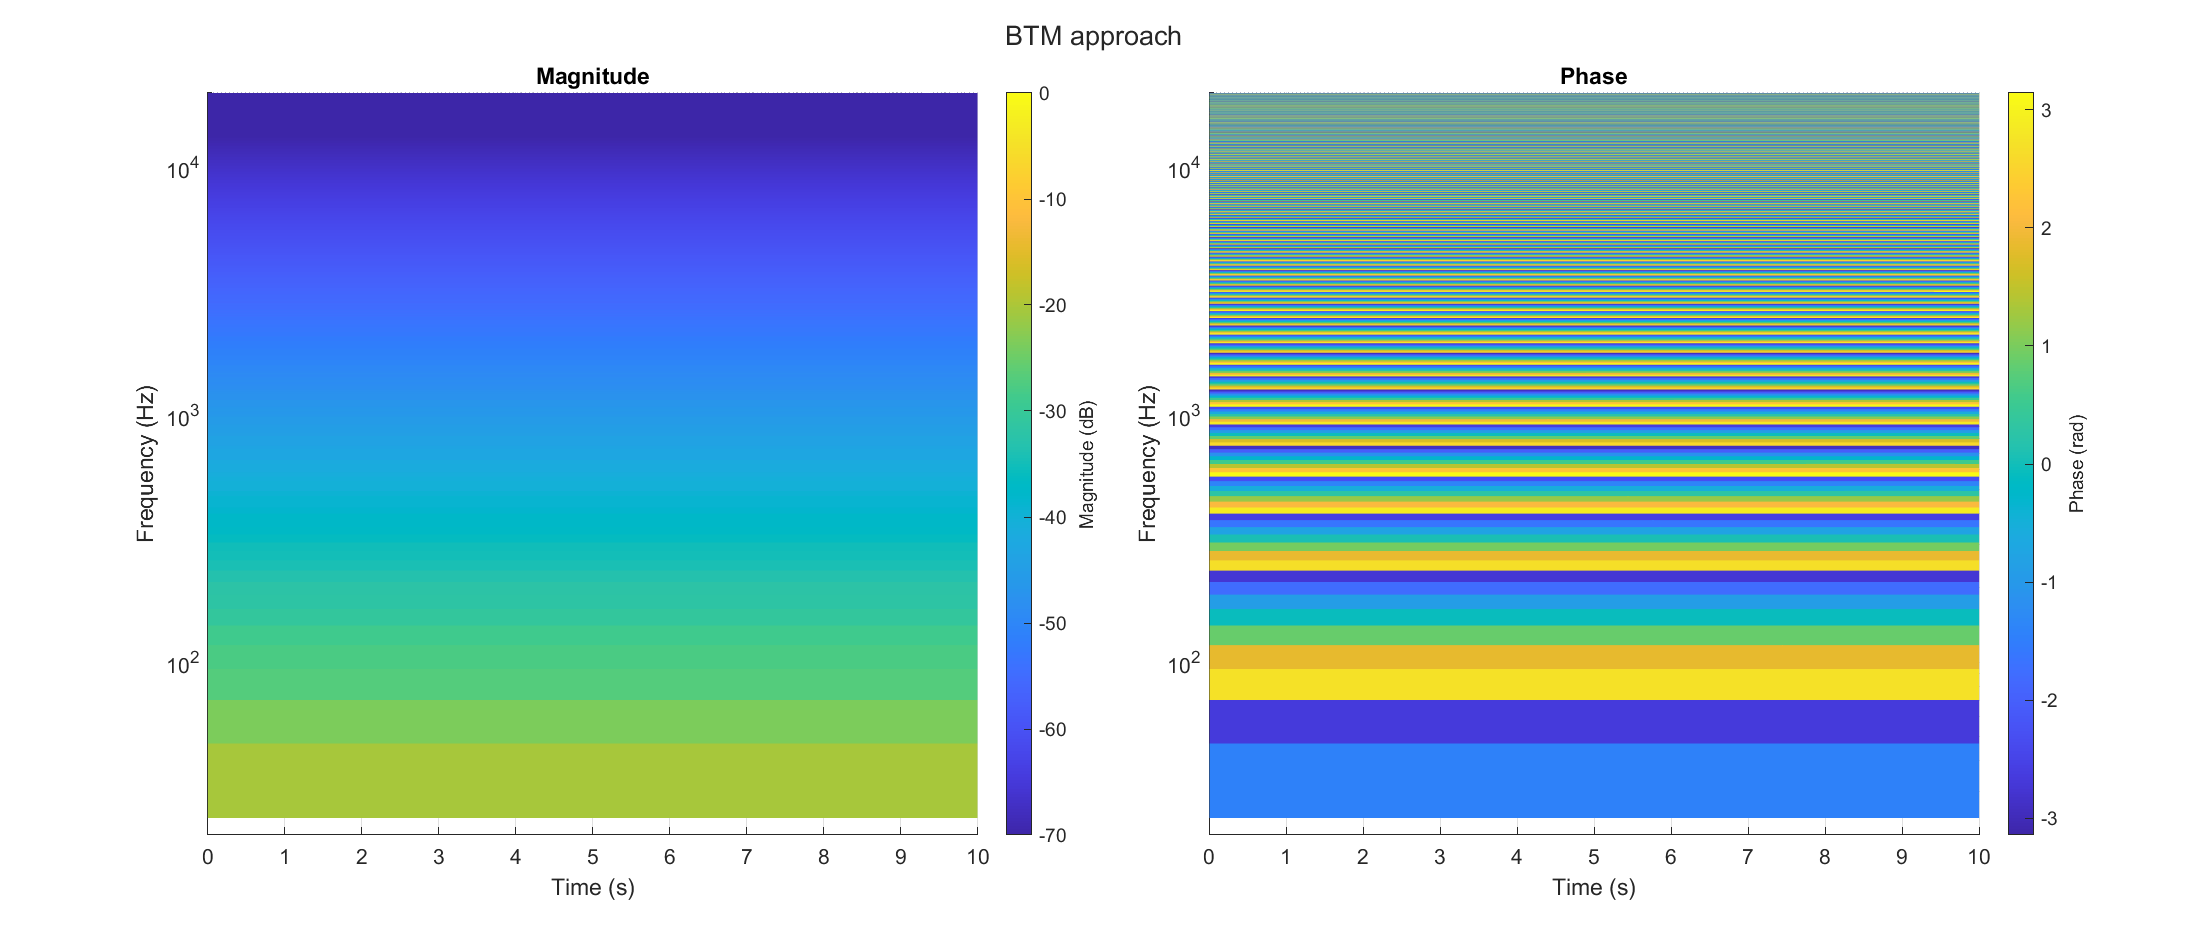 BTM approach
Magnitude
Frequency (Hz)
10^4
10^3
10^2
0 1 2 3 4 5 6 7 8 9 10
Time (s)
0
-10
-20
-30
-40
-50
-60
-70
Magnitude (dB)
Phase
Frequency (Hz)
10^4
10^3
10^2
0 1 2 3 4 5 6 7 8 9 10
Time (s)
3
2
1
0
-1
-2
-3
Phase (rad)